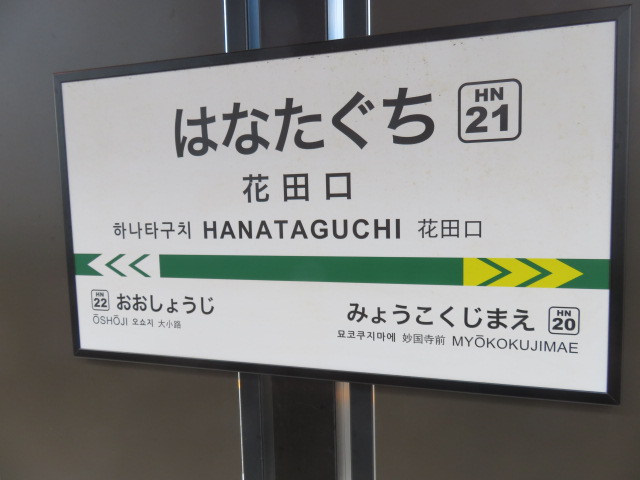 はなたぐち HN 21
花田口
하나타구치 HANATAGUCHI 花田口
HN 22 おおしょうじ
ŌSHŌJI 오쇼지 大小路
みょうこくじまえ HN 20
묘코쿠지마에 妙国寺前 MYŌKOKUJIMAE